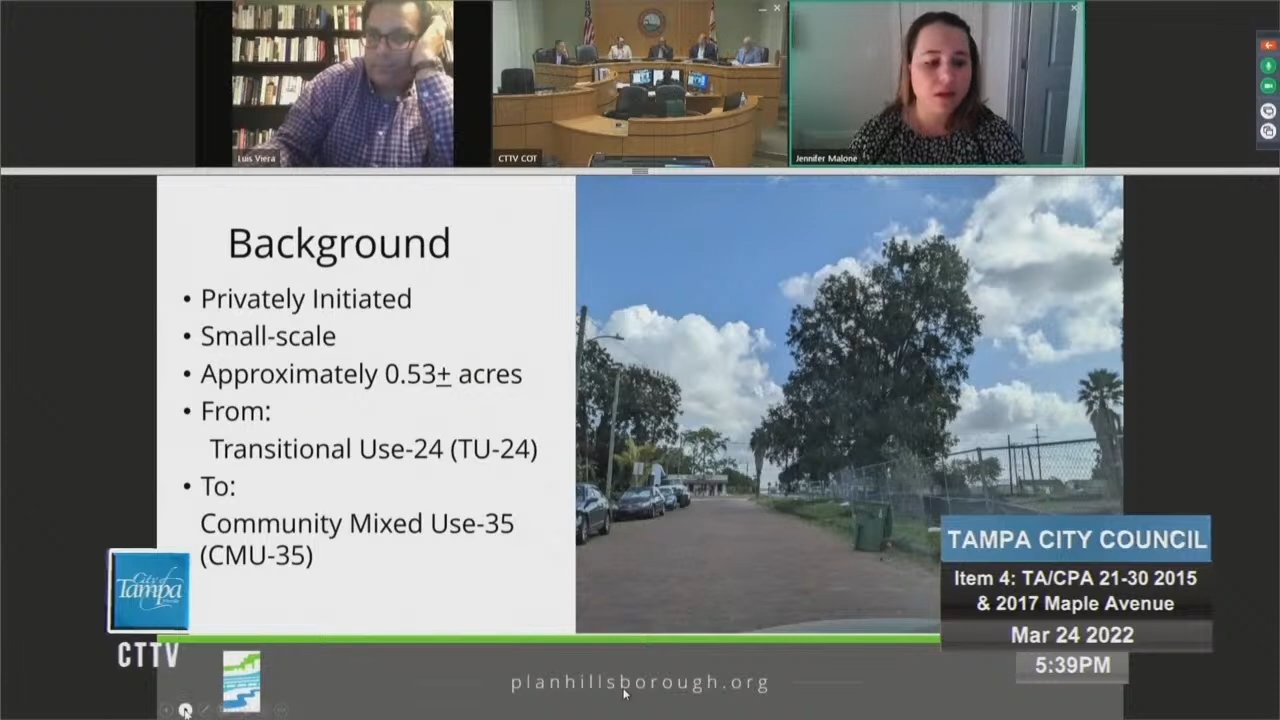 Luis Viera
CTTV COT
Jennifer Malone
Background
• Privately Initiated
• Small-scale
• Approximately 0.53± acres
• From:
Transitional Use-24 (TU-24)
• To:
Community Mixed Use-35
(CMU-35)
City of
Tampa
CTTV
TAMPA CITY COUNCIL
Item 4: TA/CPA 21-30 2015
& 2017 Maple Avenue
Mar 24 2022
5:39PM
planhillsborough.org